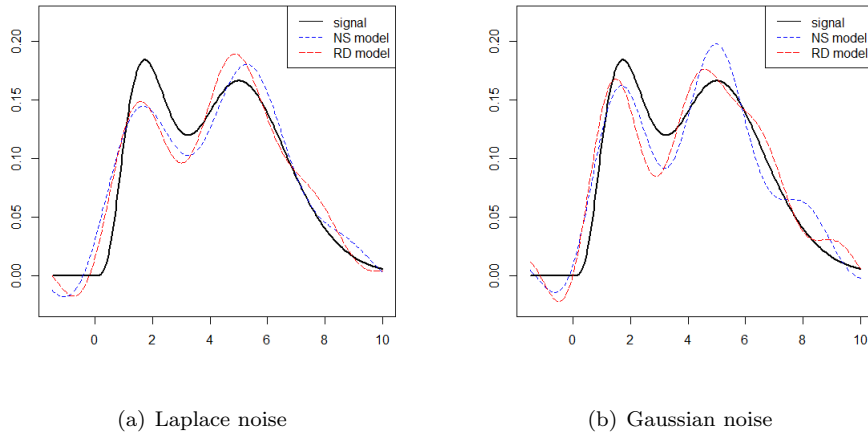 signal
NS model
RD model
0.20
0.15
0.10
0.05
0.00
0 2 4 6 8 10
(a) Laplace noise
signal
NS model
RD model
0.20
0.15
0.10
0.05
0.00
0 2 4 6 8 10
(b) Gaussian noise